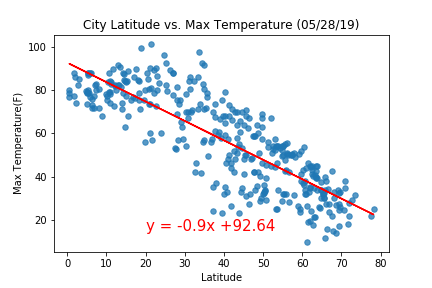 City Latitude vs. Max Temperature (05/28/19)
Max Temperature(F)
100
80
60
40
20
y = -0.9x +92.64
0 10 20 30 40 50 60 70 80
Latitude